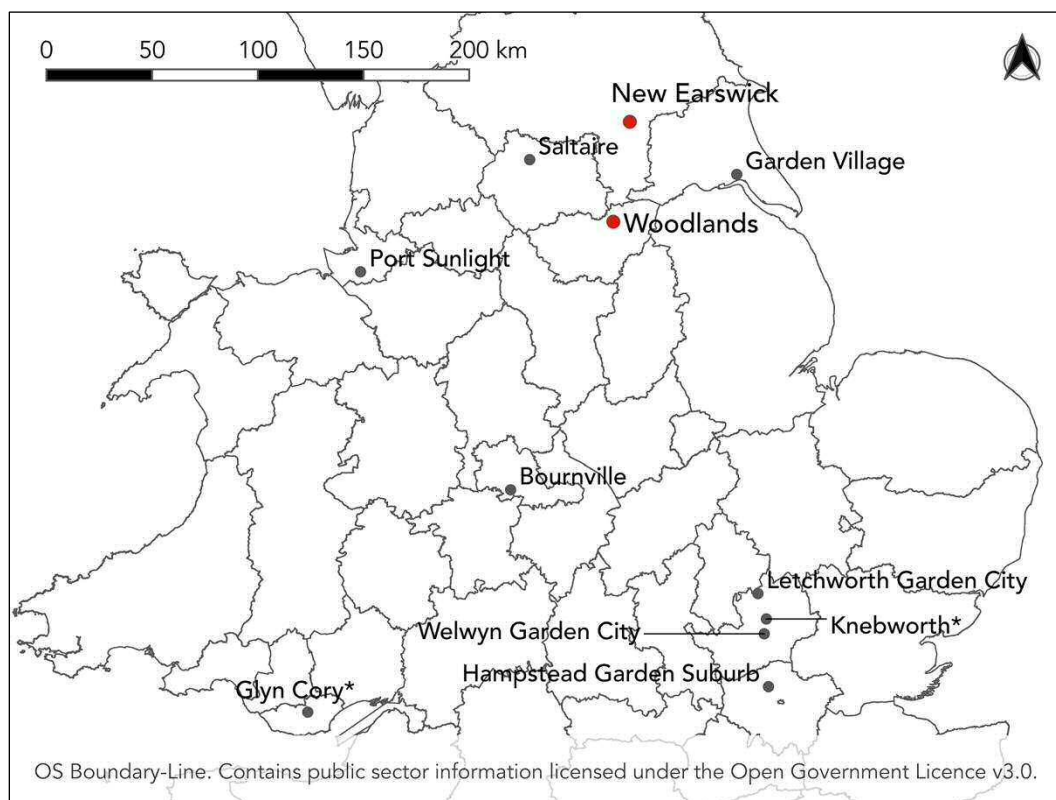 0 50 100 150 200 km
New Earswick
Saltaire
Garden Village
Woodlands
Port Sunlight
Bournville
Letchworth Garden City
Knebworth*
Welwyn Garden City
Hampstead Garden Suburb
Glyn Cory*
OS Boundary-Line. Contains public sector information licensed under the Open Government Licence v3.0.